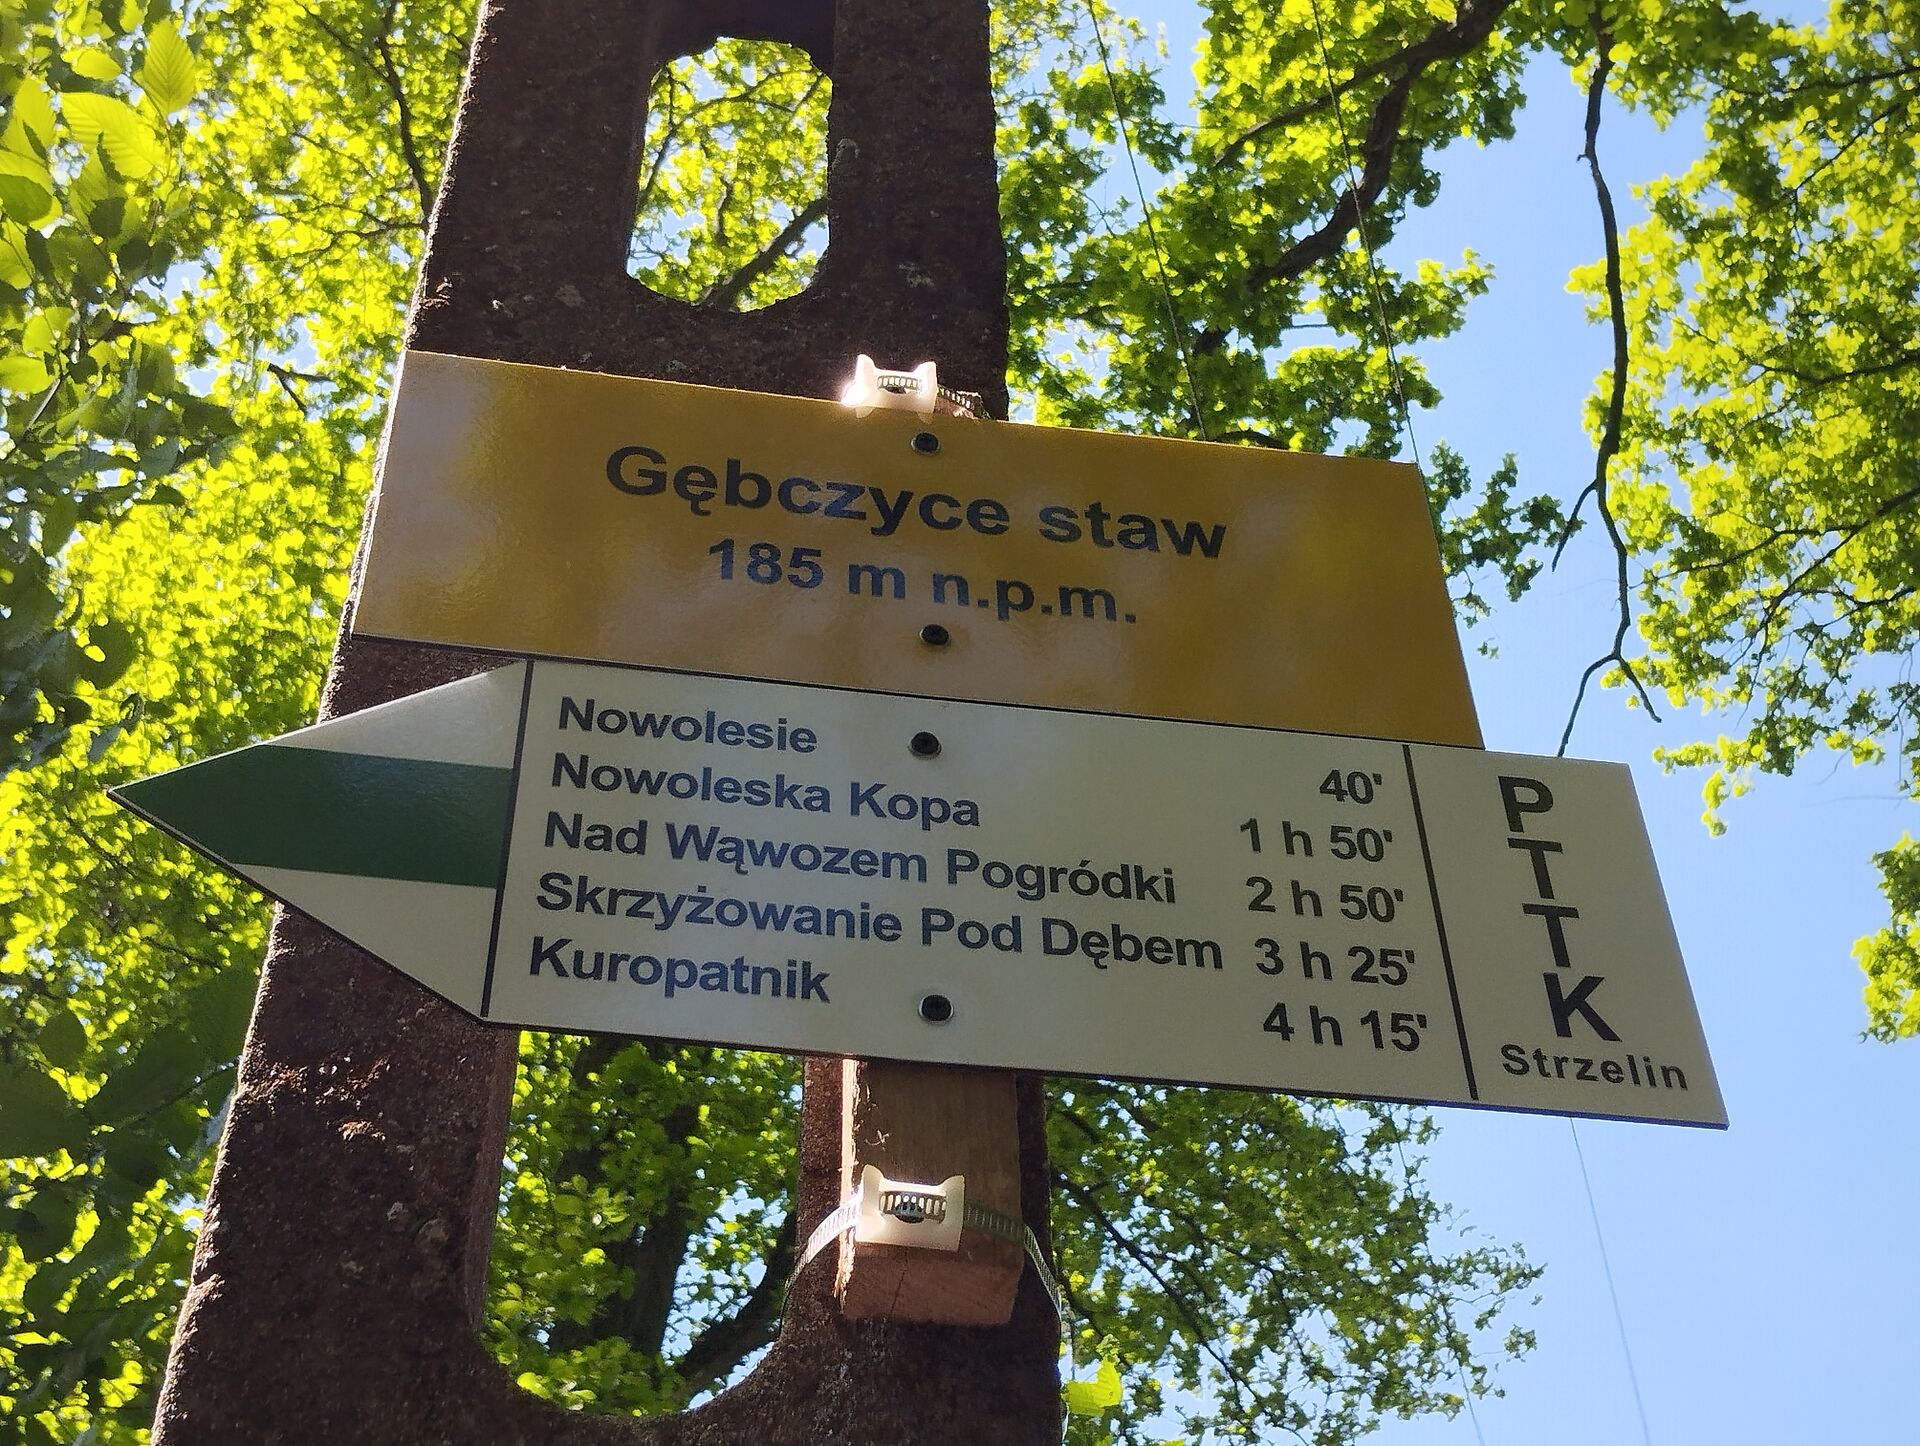 Gębczyce staw
185 m n.p.m.
Nowolesie 40'
Nowoleska Kopa 1 h 50'
Nad Wąwozem Pogródki 2 h 50'
Skrzyżowanie Pod Dębem 3 h 25'
Kuropatnik 4 h 15'
P
T
T
K
Strzelin